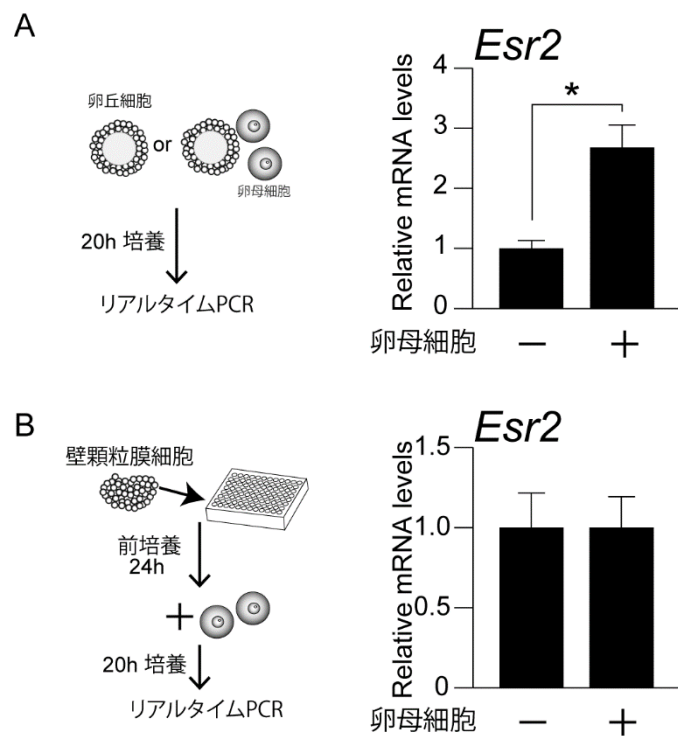 A
卵丘細胞
or
卵母細胞
20h 培養
リアルタイムPCR
Esr2
Relative mRNA levels
4
3
2
1
0
*
卵母細胞 − +
B
壁顆粒膜細胞
前培養
24h
+
20h 培養
リアルタイムPCR
Esr2
Relative mRNA levels
1.5
1.0
0.5
0
卵母細胞 − +